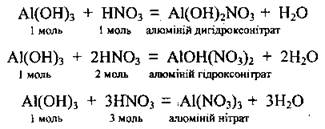 Al(OH)₃ + HNO₃ = Al(OH)₂NO₃ + H₂O
1 моль 1 моль алюміній дигідроксонітрат
Al(OH)₃ + 2HNO₃ = AlOH(NO₃)₂ + 2H₂O
1 моль 2 моль алюміній гідроксонітрат
Al(OH)₃ + 3HNO₃ = Al(NO₃)₃ + 3H₂O
1 моль 3 моль алюміній нітрат